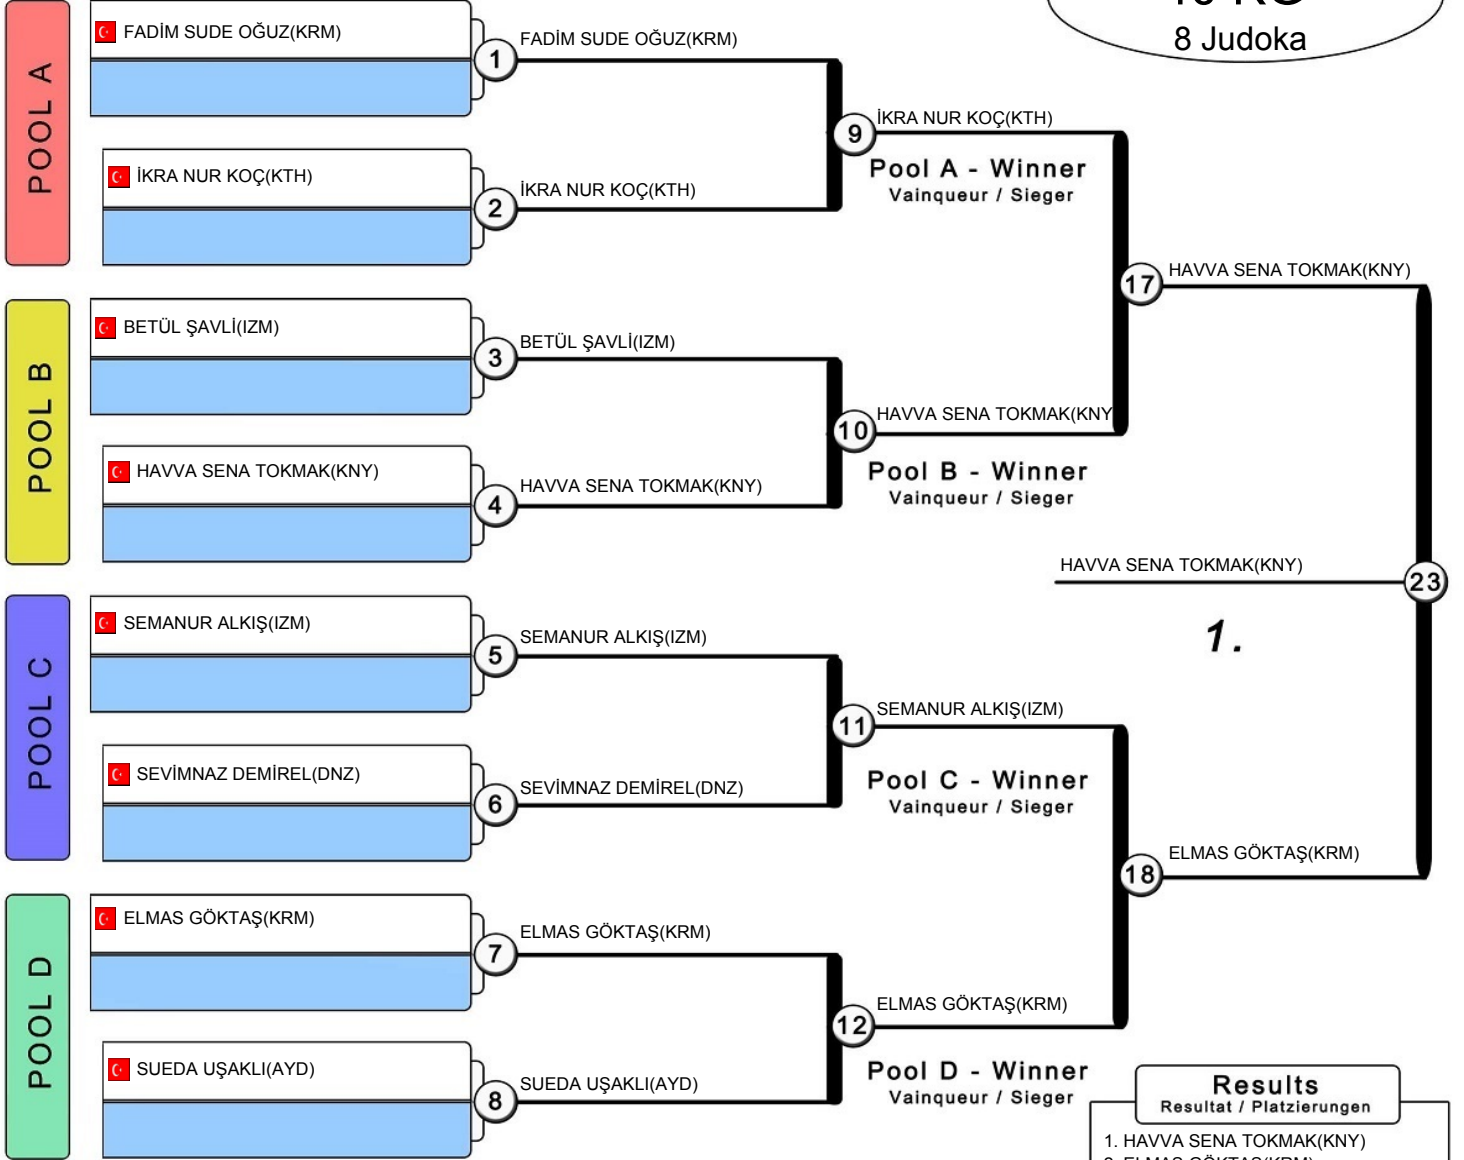 KG
8 Judoka
POOL A
FADİM SUDE OĞUZ(KRM)
1
FADİM SUDE OĞUZ(KRM)
İKRA NUR KOÇ(KTH)
2
İKRA NUR KOÇ(KTH)
9
İKRA NUR KOÇ(KTH)
Pool A - Winner
Vainqueur / Sieger
POOL B
BETÜL ŞAVLİ(IZM)
3
BETÜL ŞAVLİ(IZM)
HAVVA SENA TOKMAK(KNY)
4
HAVVA SENA TOKMAK(KNY)
10
HAVVA SENA TOKMAK(KNY
Pool B - Winner
Vainqueur / Sieger
17
HAVVA SENA TOKMAK(KNY)
HAVVA SENA TOKMAK(KNY)
23
1.
POOL C
SEMANUR ALKIŞ(IZM)
5
SEMANUR ALKIŞ(IZM)
SEVİMNAZ DEMİREL(DNZ)
6
SEVİMNAZ DEMİREL(DNZ)
11
SEMANUR ALKIŞ(IZM)
Pool C - Winner
Vainqueur / Sieger
18
ELMAS GÖKTAŞ(KRM)
POOL D
ELMAS GÖKTAŞ(KRM)
7
ELMAS GÖKTAŞ(KRM)
SUEDA UŞAKLI(AYD)
8
SUEDA UŞAKLI(AYD)
12
ELMAS GÖKTAŞ(KRM)
Pool D - Winner
Vainqueur / Sieger
Results
Resultat / Platzierungen
1. HAVVA SENA TOKMAK(KNY)
2. ELMAS GÖKTAŞ(KRM)